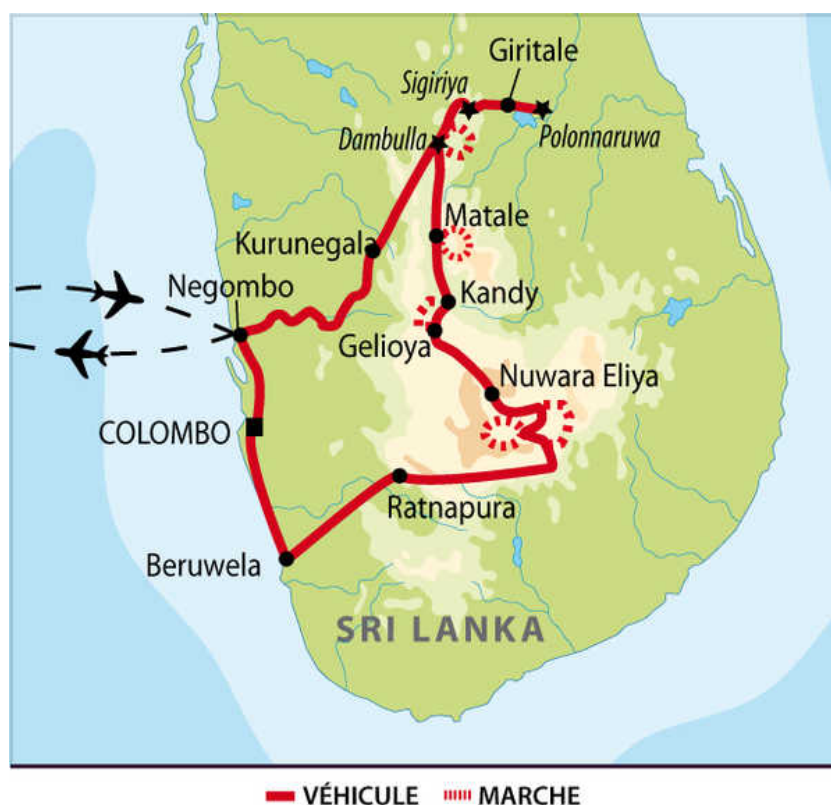 Giritale
Sigiriya
Dambulla
Polonnaruwa
Matale
Kurunegala
Negombo
Kandy
Gelioya
Nuwara Eliya
COLOMBO
Ratnapura
Beruwela
SRI LANKA
VÉHICULE MARCHE